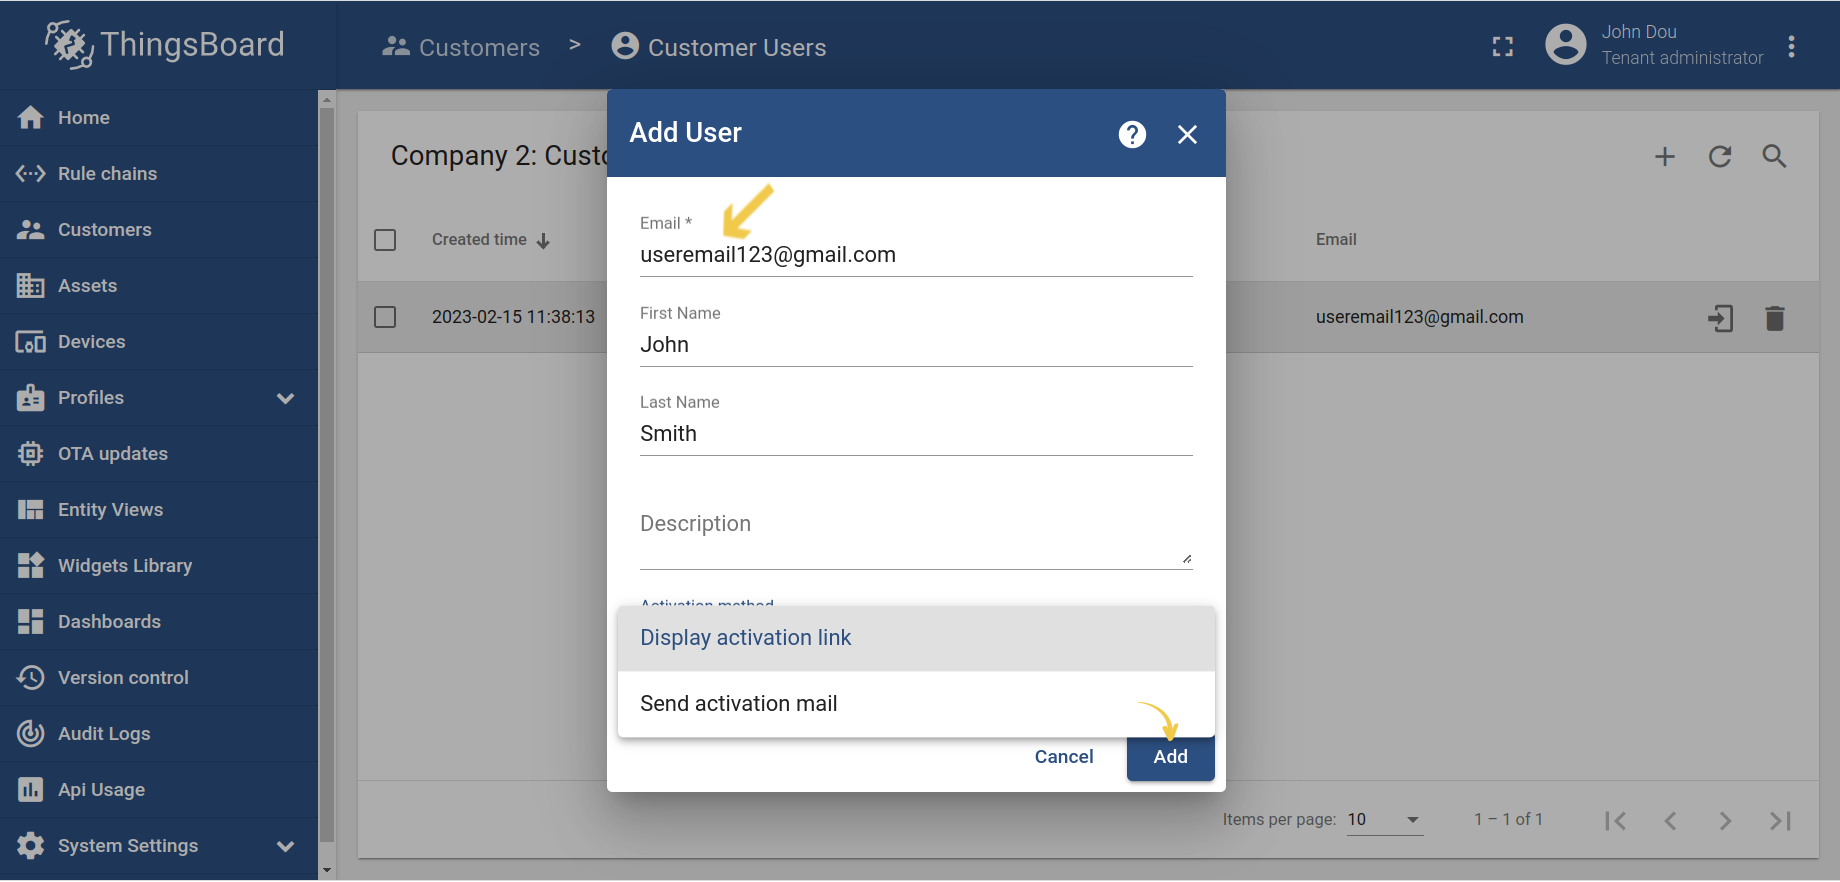 ThingsBoard
Customers > Customer Users
John Dou
Tenant administrator
Home
Rule chains
Customers
Assets
Devices
Profiles
OTA updates
Entity Views
Widgets Library
Dashboards
Version control
Audit Logs
Api Usage
System Settings
Company 2: Custo
Created time
Email
2023-02-15 11:38:13
useremail123@gmail.com
Add User
Email *
useremail123@gmail.com
First Name
John
Last Name
Smith
Description
Activation method
Display activation link
Send activation mail
Cancel
Add
Items per page: 10
1 – 1 of 1